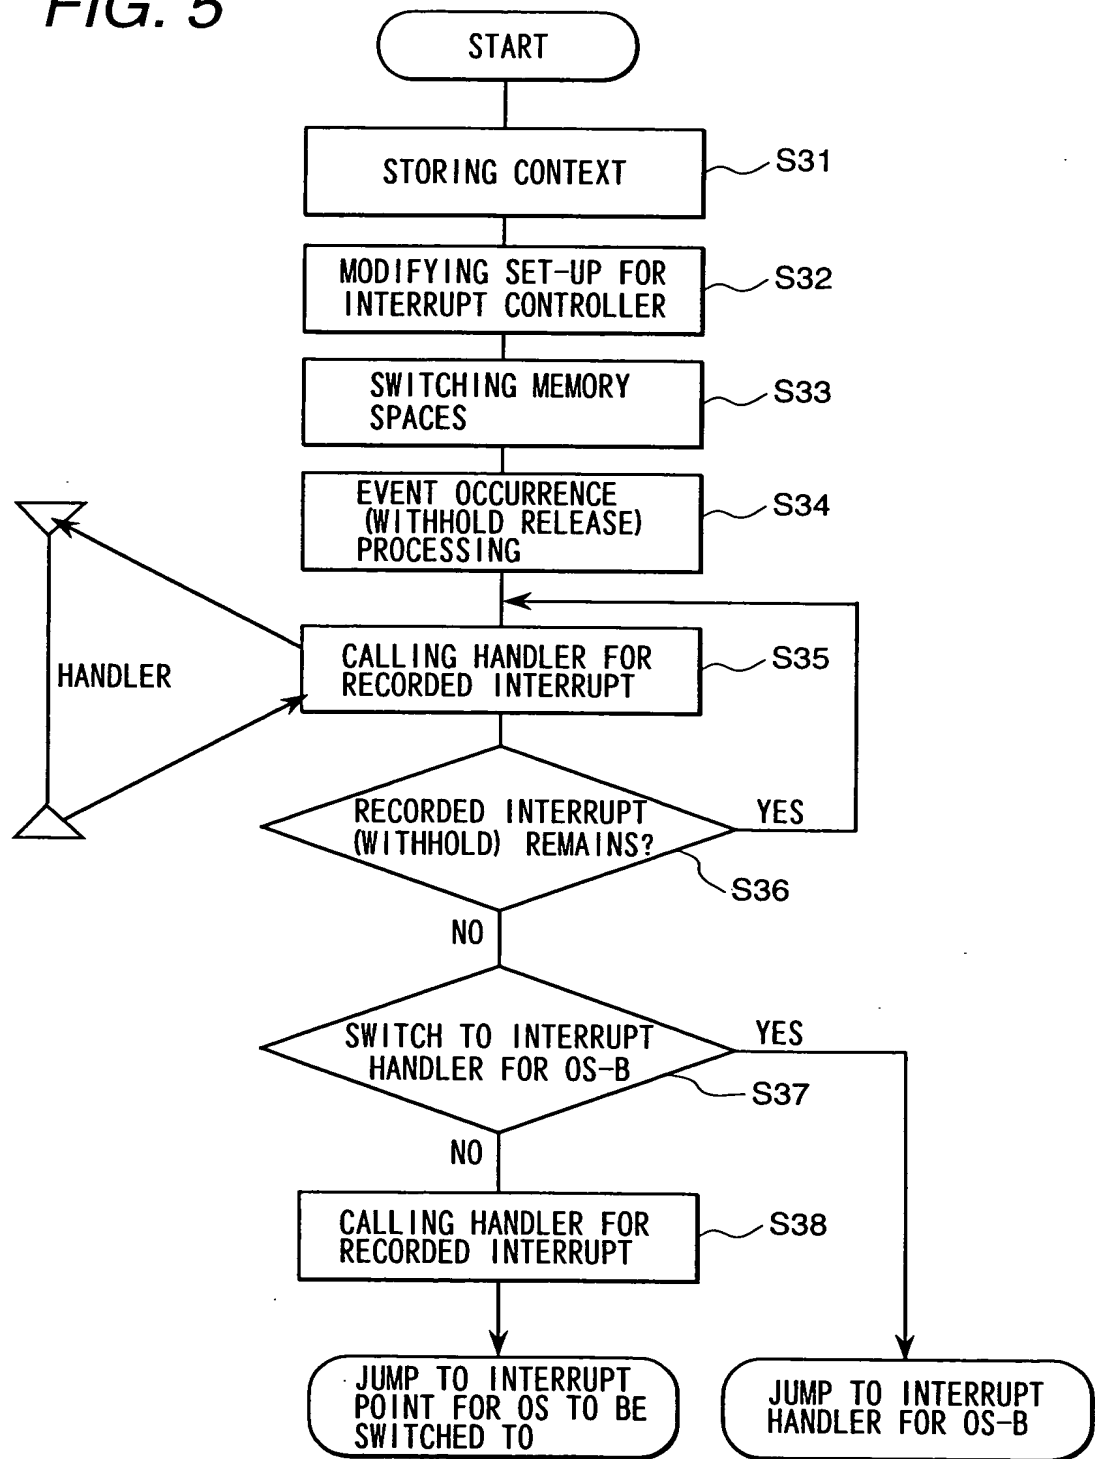 FIG. 5
START
STORING CONTEXT
S31
MODIFYING SET-UP FOR
INTERRUPT CONTROLLER
S32
SWITCHING MEMORY
SPACES
S33
EVENT OCCURRENCE
(WITHHOLD RELEASE)
PROCESSING
S34
HANDLER
CALLING HANDLER FOR
RECORDED INTERRUPT
S35
RECORDED INTERRUPT
(WITHHOLD) REMAINS?
YES
S36
NO
SWITCH TO INTERRUPT
HANDLER FOR OS-B
YES
S37
NO
CALLING HANDLER FOR
RECORDED INTERRUPT
S38
JUMP TO INTERRUPT
POINT FOR OS TO BE
SWITCHED TO
JUMP TO INTERRUPT
HANDLER FOR OS-B